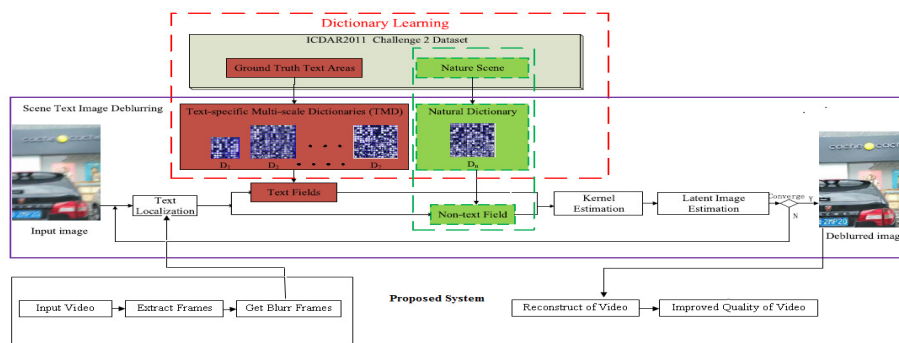 Dictionary Learning
ICDAR2011 Challenge 2 Dataset
Ground Truth Text Areas
Nature Scene
Scene Text Image Deblurring
Text-specific Multi-scale Dictionaries (TMD)
Natural Dictionary
D₁ D₂ D₇
D₈
Text Fields
Text
Localization
Non-text Field
Kernel
Estimation
Latent Image
Estimation
Converge Y
N
Input image
Deblurred image
Input Video
Extract Frames
Get Blurr Frames
Proposed System
Reconstruct of Video
Improved Quality of Video